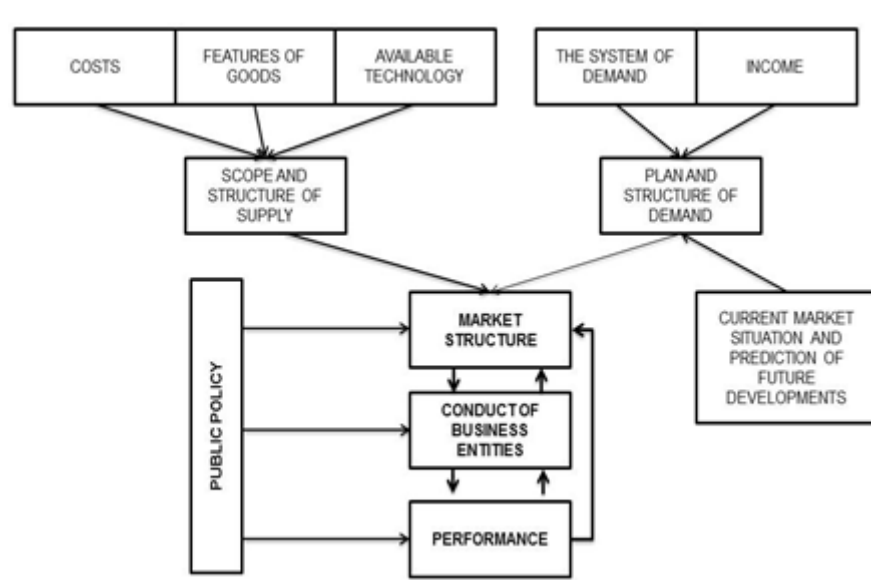 COSTS
FEATURES OF
GOODS
AVAILABLE
TECHNOLOGY
THE SYSTEM OF
DEMAND
INCOME
SCOPE AND
STRUCTURE OF
SUPPLY
PLAN AND
STRUCTURE OF
DEMAND
PUBLIC POLICY
MARKET
STRUCTURE
CURRENT MARKET
SITUATION AND
PREDICTION OF
FUTURE
DEVELOPMENTS
CONDUCT OF
BUSINESS
ENTITIES
PERFORMANCE